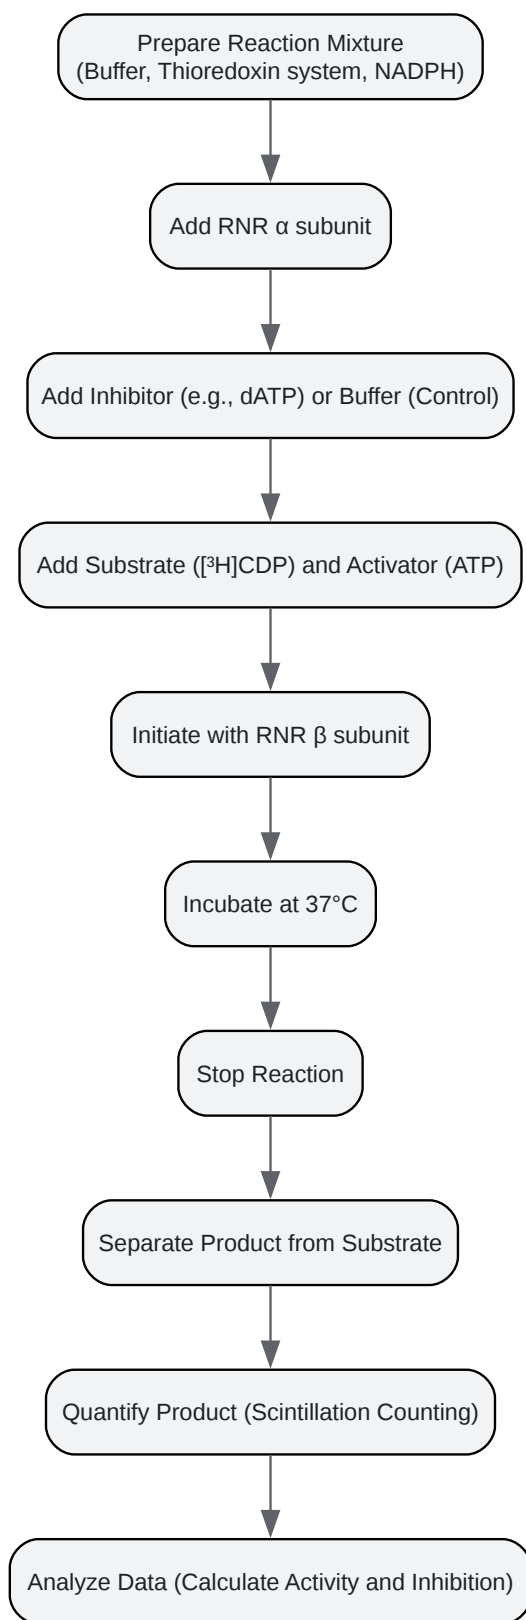 Prepare Reaction Mixture
(Buffer, Thioredoxin system, NADPH)
Add RNR α subunit
Add Inhibitor (e.g., dATP) or Buffer (Control)
Add Substrate ([³H]CDP) and Activator (ATP)
Initiate with RNR β subunit
Incubate at 37°C
Stop Reaction
Separate Product from Substrate
Quantify Product (Scintillation Counting)
Analyze Data (Calculate Activity and Inhibition)